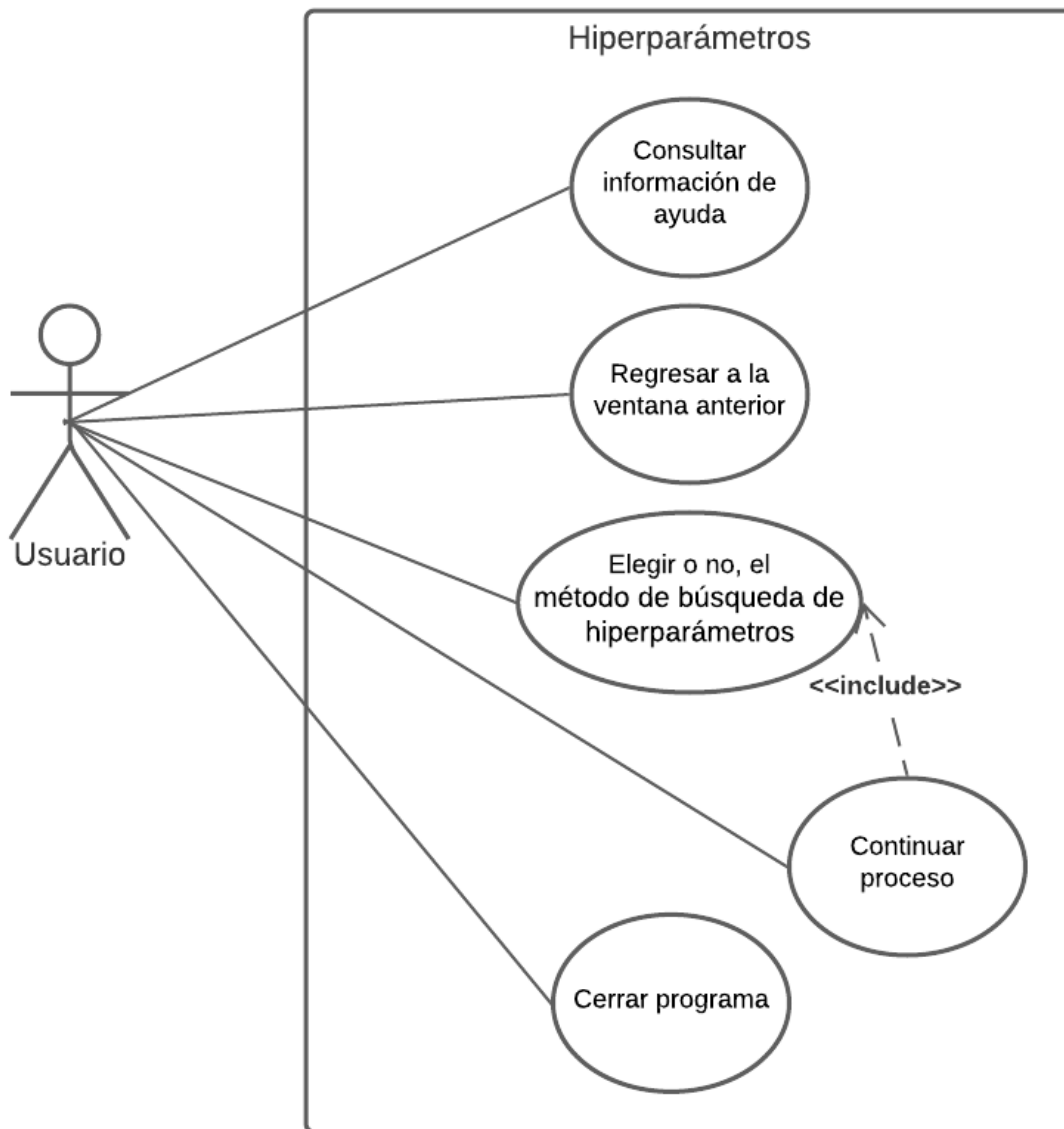 Hiperparámetros
Consultar
información de
ayuda
Regresar a la
ventana anterior
Usuario
Elegir o no, el
método de búsqueda de
hiperparámetros
<<include>>
Continuar
proceso
Cerrar programa